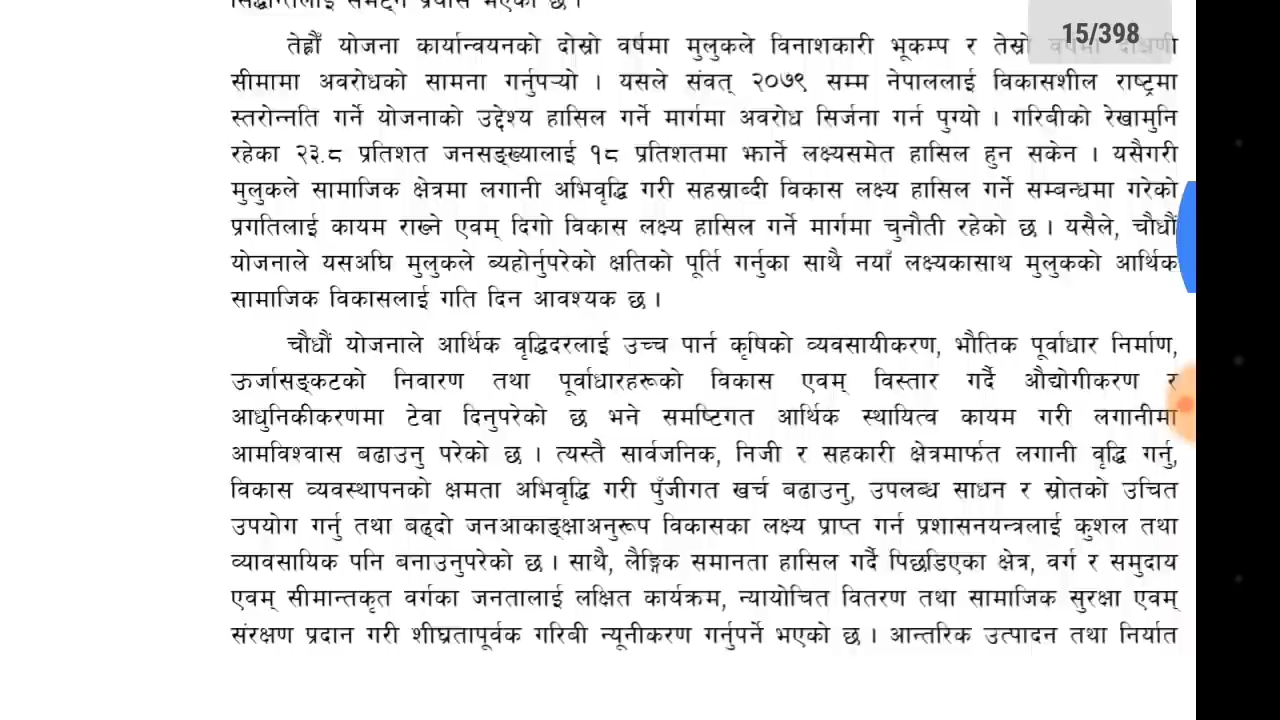 सिद्धान्तलाई समेट्ने प्रयास भएको छ ।
15/398
तेह्रौँ योजना कार्यान्वयनको दोस्रो वर्षमा मुलुकले विनाशकारी भूकम्प र तेस्रो वर्षमा दक्षिणी
सीमामा अवरोधको सामना गर्नुपऱ्यो । यसले संवत् २०७९ सम्म नेपाललाई विकासशील राष्ट्रमा
स्तरोन्नति गर्ने योजनाको उद्देश्य हासिल गर्ने मार्गमा अवरोध सिर्जना गर्न पुग्यो । गरिबीको रेखामुनि
रहेका २३.८ प्रतिशत जनसङ्ख्यालाई १८ प्रतिशतमा झार्ने लक्ष्यसमेत हासिल हुन सकेन । यसैगरी
मुलुकले सामाजिक क्षेत्रमा लगानी अभिवृद्धि गरी सहस्राब्दी विकास लक्ष्य हासिल गर्ने सम्बन्धमा गरेको
प्रगतिलाई कायम राख्ने एवम् दिगो विकास लक्ष्य हासिल गर्ने मार्गमा चुनौती रहेको छ । यसैले, चौधौं
योजनाले यसअघि मुलुकले व्यहोर्नुपरेको क्षतिको पूर्ति गर्नुका साथै नयाँ लक्ष्यकासाथ मुलुकको आर्थिक
सामाजिक विकासलाई गति दिन आवश्यक छ ।
चौधौं योजनाले आर्थिक वृद्धिदरलाई उच्च पार्न कृषिको व्यवसायीकरण, भौतिक पूर्वाधार निर्माण,
ऊर्जासङ्कटको निवारण तथा पूर्वाधारहरूको विकास एवम् विस्तार गर्दै औद्योगीकरण र
आधुनिकीकरणमा टेवा दिनुपरेको छ भने समष्टिगत आर्थिक स्थायित्व कायम गरी लगानीमा
आमविश्वास बढाउनु परेको छ । त्यस्तै सार्वजनिक, निजी र सहकारी क्षेत्रमार्फत लगानी वृद्धि गर्नु,
विकास व्यवस्थापनको क्षमता अभिवृद्धि गरी पुँजीगत खर्च बढाउनु, उपलब्ध साधन र स्रोतको उचित
उपयोग गर्नु तथा बढ्दो जनआकाङ्क्षाअनुरूप विकासका लक्ष्य प्राप्त गर्न प्रशासनयन्त्रलाई कुशल तथा
व्यावसायिक पनि बनाउनुपरेको छ । साथै, लैङ्गिक समानता हासिल गर्दै पिछडिएका क्षेत्र, वर्ग र समुदाय
एवम् सीमान्तकृत वर्गका जनतालाई लक्षित कार्यक्रम, न्यायोचित वितरण तथा सामाजिक सुरक्षा एवम्
संरक्षण प्रदान गरी शीघ्रतापूर्वक गरिबी न्यूनीकरण गर्नुपर्ने भएको छ । आन्तरिक उत्पादन तथा निर्यात